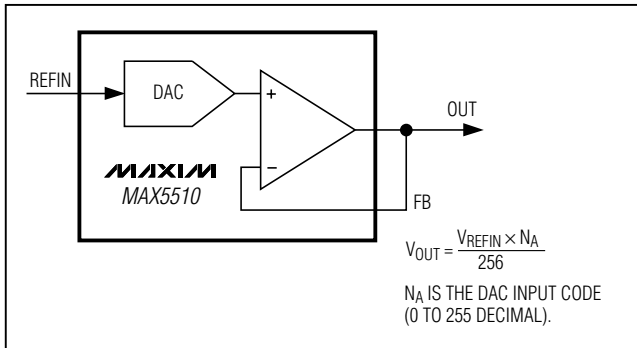 REFIN
DAC
+
OUT
−
MAXIM
MAX5510
FB
V_OUT = V_REFIN × N_A / 256
N_A IS THE DAC INPUT CODE
(0 TO 255 DECIMAL).